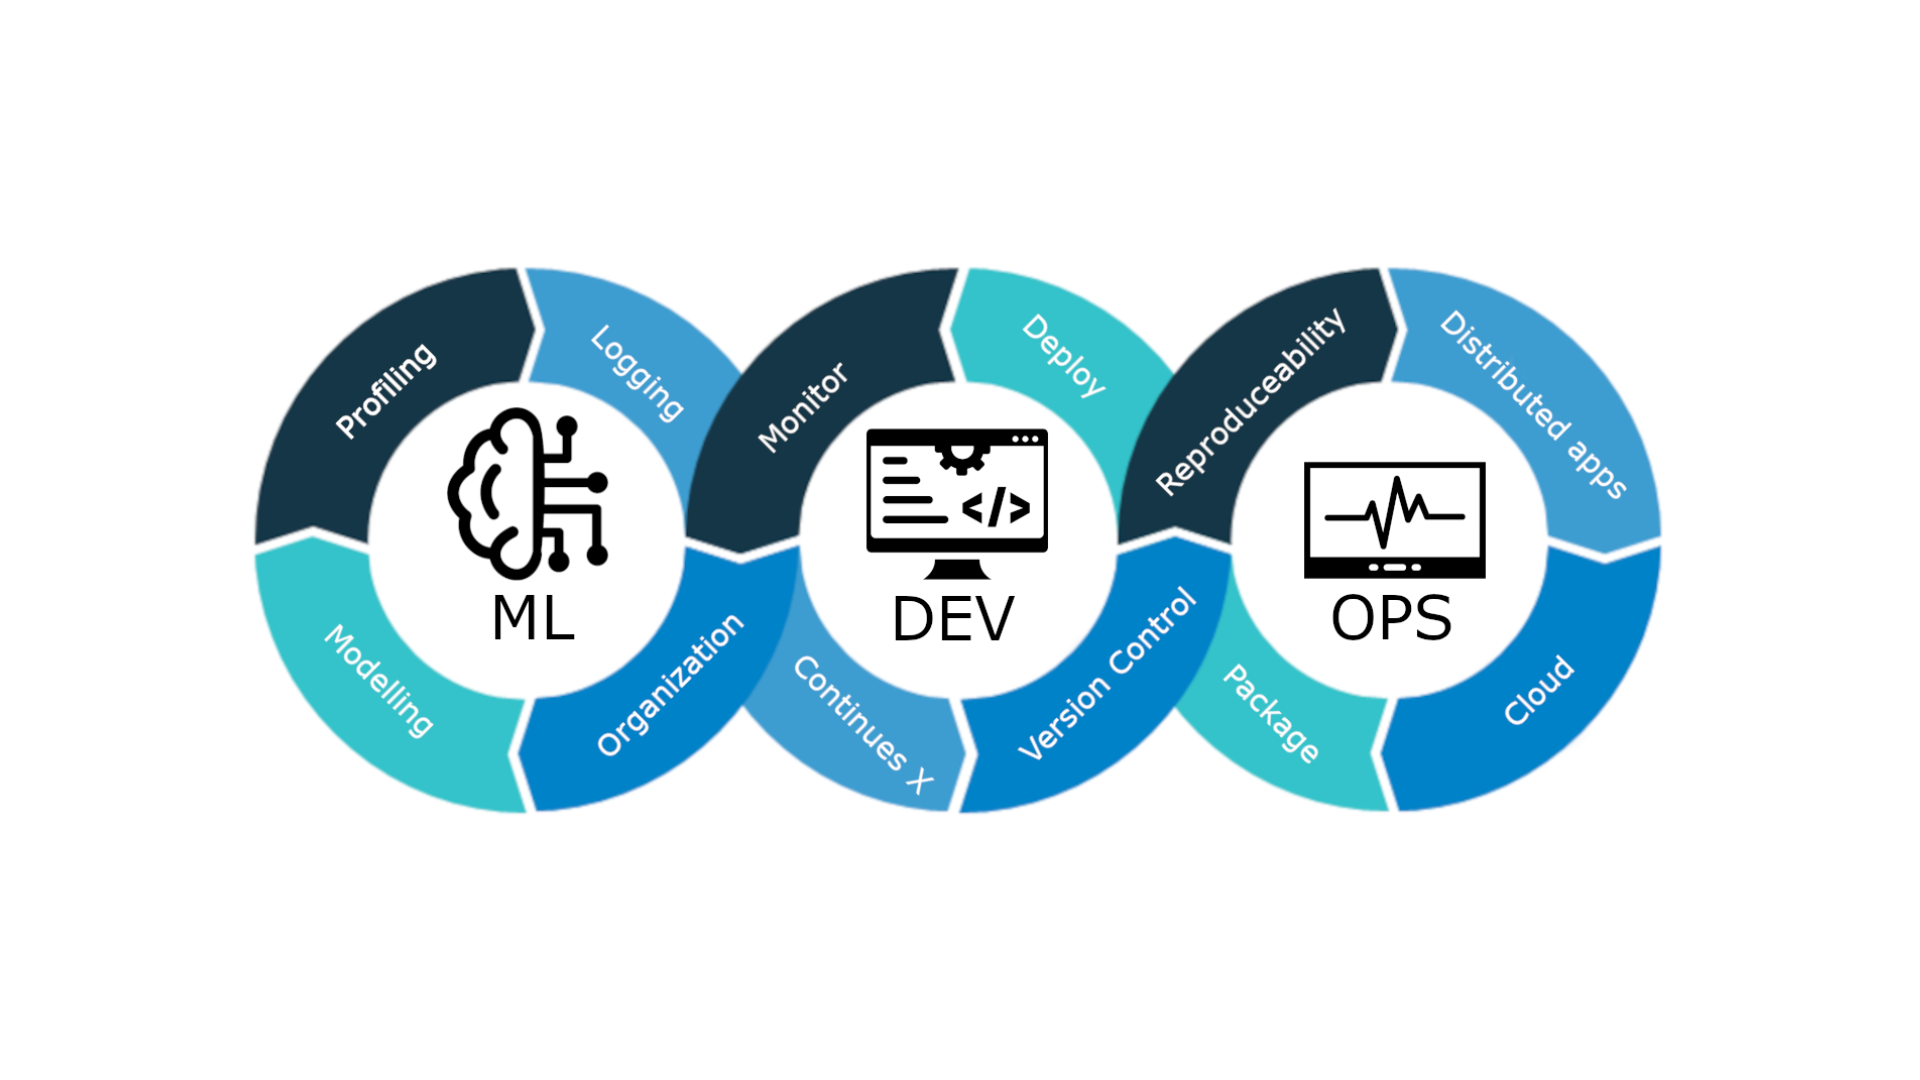 Profiling
Logging
Modelling
Organization
ML
Monitor
Deploy
Continues X
Version Control
DEV
Reproduceability
Distributed apps
Package
Cloud
OPS
</>